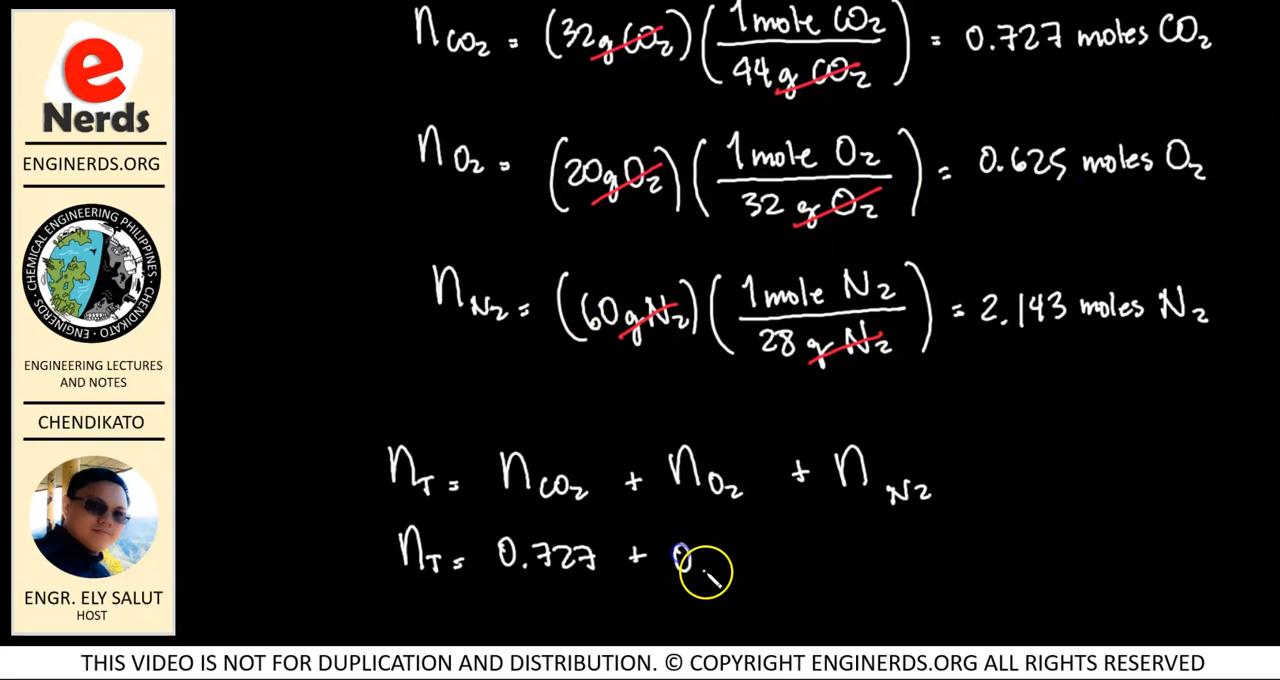 e
Nerds
ENGINERDS.ORG
CHEMICAL ENGINEERING PHILIPPINES
ENGINERDS - CHENDIKATO
ENGINEERING LECTURES
AND NOTES
CHENDIKATO
ENGR. ELY SALUT
HOST
n_CO₂ = (32g CO₂) (1 mole CO₂ / 44 g CO₂) = 0.727 moles CO₂
n_O₂ = (20g O₂) (1 mole O₂ / 32 g O₂) = 0.625 moles O₂
n_N₂ = (60g N₂) (1 mole N₂ / 28 g N₂) = 2.143 moles N₂
n_T = n_CO₂ + n_O₂ + n_N₂
n_T = 0.727 + 0.
THIS VIDEO IS NOT FOR DUPLICATION AND DISTRIBUTION. © COPYRIGHT ENGINERDS.ORG ALL RIGHTS RESERVED